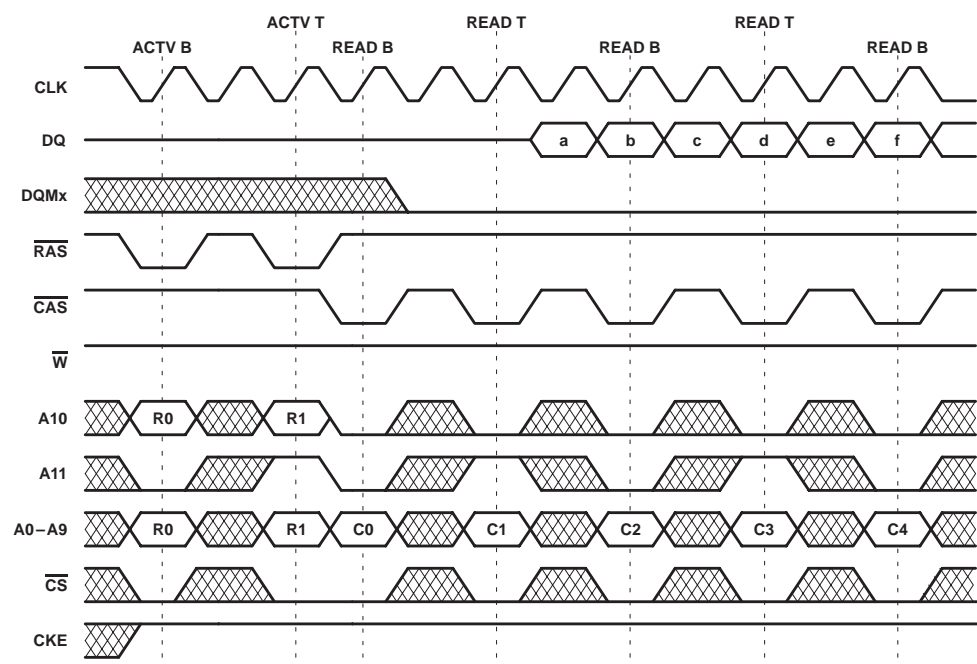 ACTV T READ T READ T
ACTV B READ B READ B READ B
CLK
DQ a b c d e f
DQMx
RAS
CAS
W
A10 R0 R1
A11
A0–A9 R0 R1 C0 C1 C2 C3 C4
CS
CKE